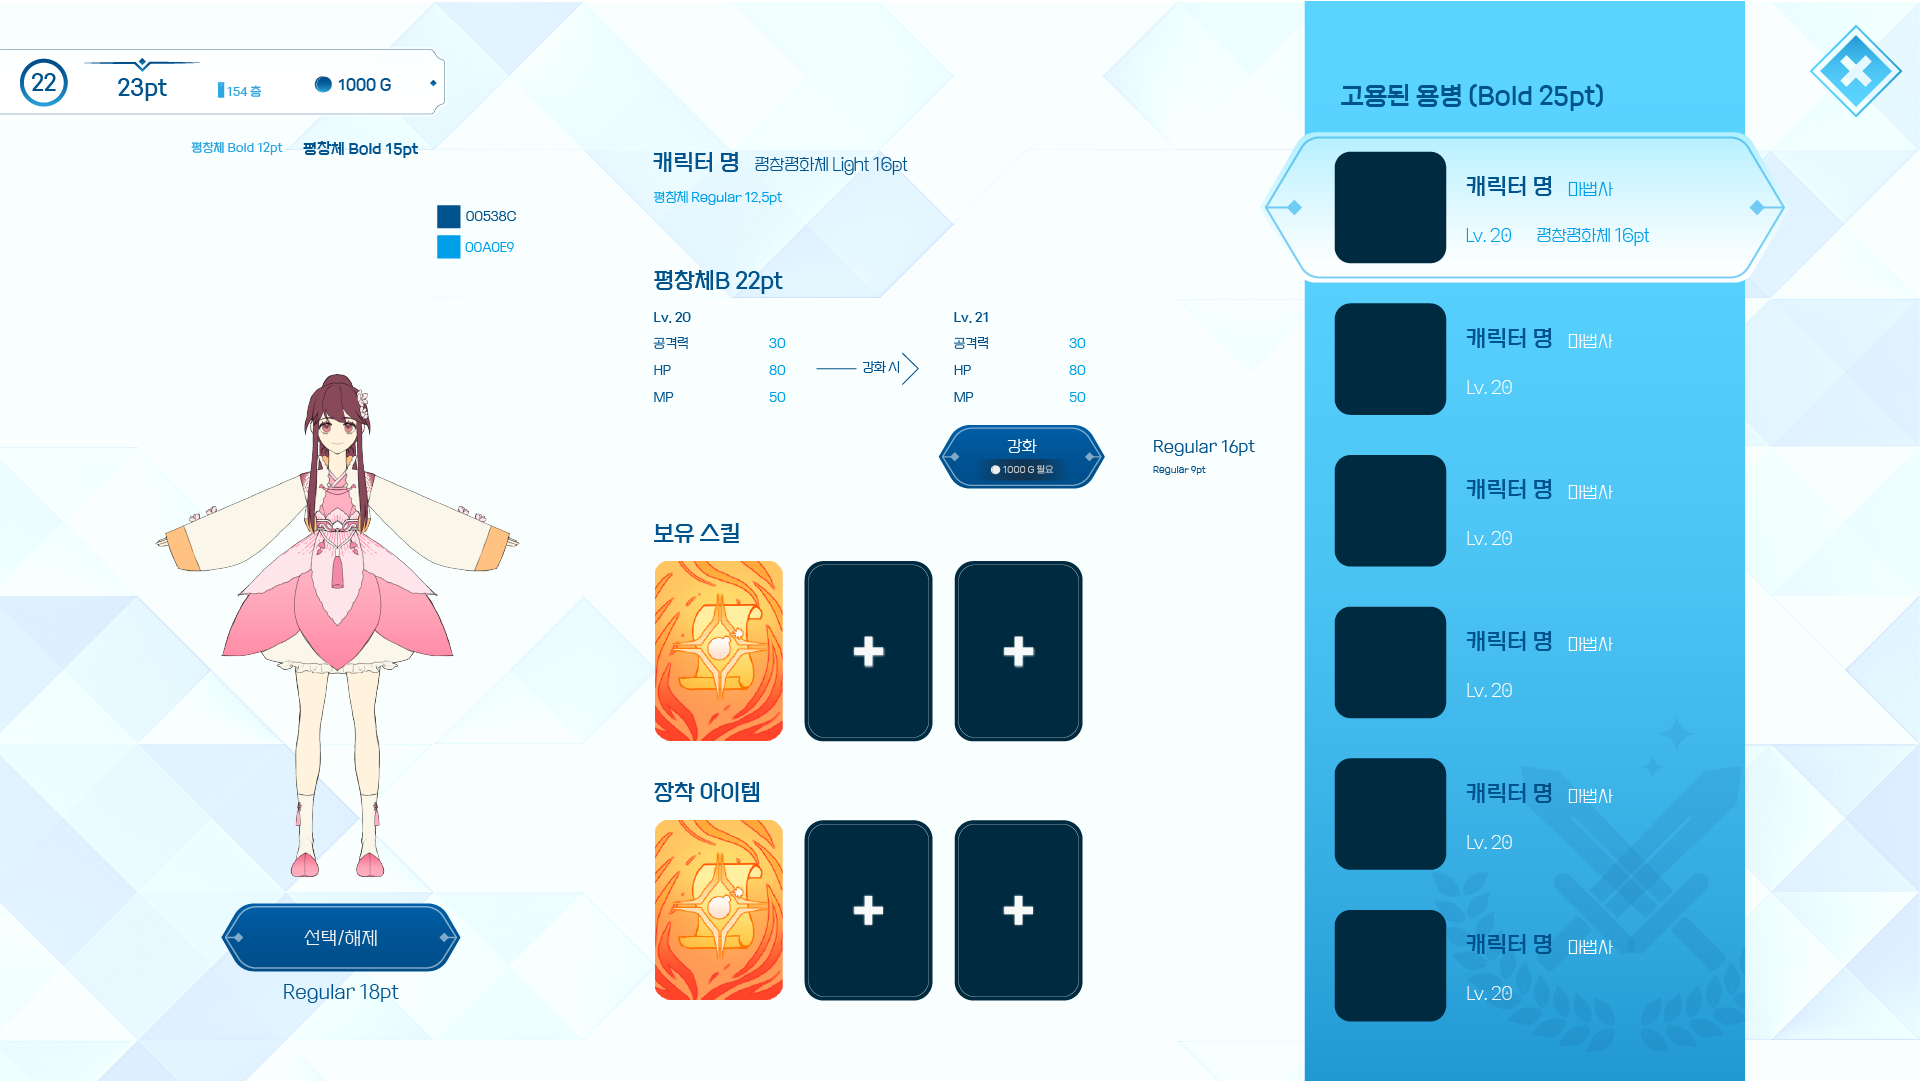 22
23pt
154 층
1000 G
평창체 Bold 12pt
평창체 Bold 15pt
00538C
00A0E9
캐릭터 명 평창평화체 Light 16pt
평창체 Regular 12.5pt
평창체B 22pt
Lv. 20
공격력 30
HP 80
MP 50
강화 시
Lv. 21
공격력 30
HP 80
MP 50
강화
1000 G 필요
Regular 16pt
Regular 9pt
보유 스킬
장착 아이템
선택/해제
Regular 18pt
고용된 용병 (Bold 25pt)
캐릭터 명 마법사
Lv. 20 평창평화체 16pt
캐릭터 명 마법사
Lv. 20
캐릭터 명 마법사
Lv. 20
캐릭터 명 마법사
Lv. 20
캐릭터 명 마법사
Lv. 20
캐릭터 명 마법사
Lv. 20